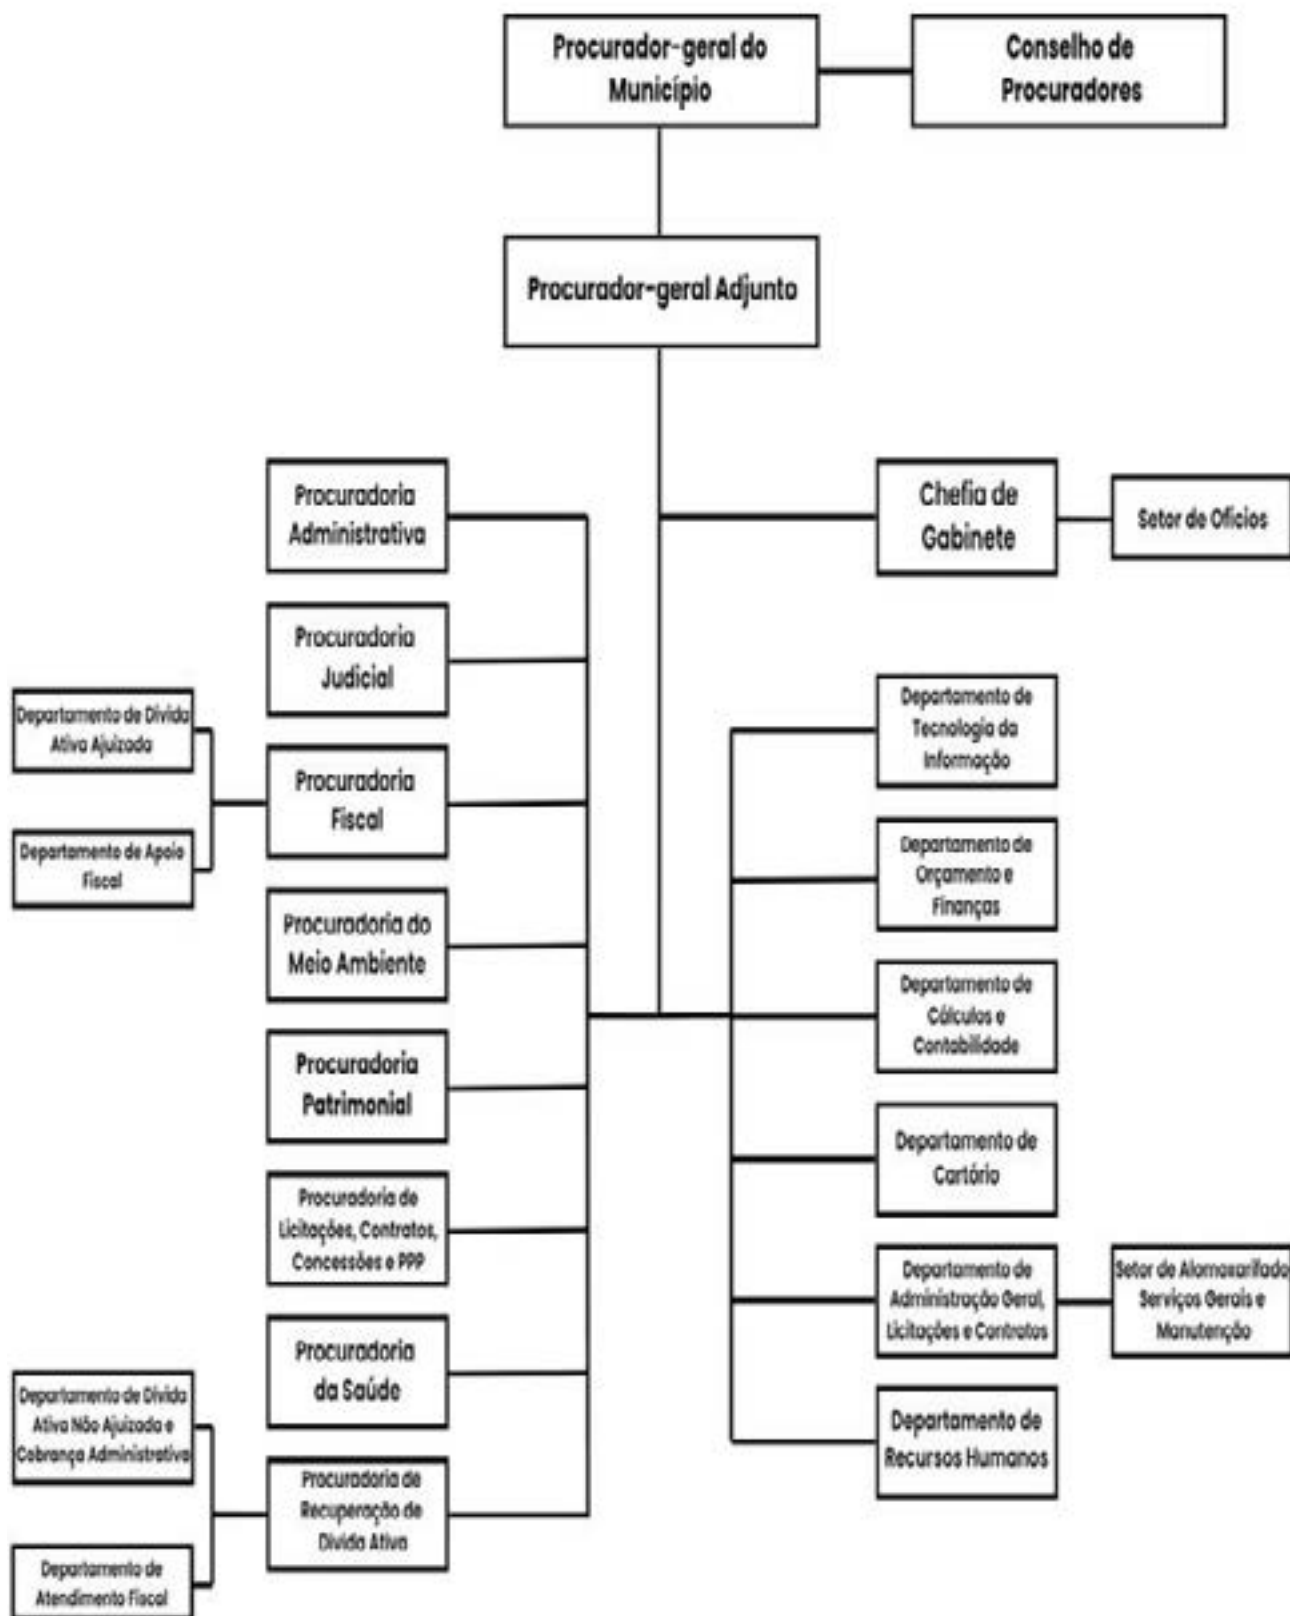 Procurador-geral do
Município
Conselho de
Procuradores
Procurador-geral Adjunto
Procuradoria
Administrativa
Chefia de
Gabinete
Setor de Ofícios
Procuradoria
Judicial
Departamento de Dívida
Ativa Ajuizada
Procuradoria
Fiscal
Departamento de Apoio
Fiscal
Departamento de
Tecnologia da
Informação
Departamento de
Orçamento e
Finanças
Procuradoria do
Meio Ambiente
Departamento de
Cálculos e
Contabilidade
Procuradoria
Patrimonial
Departamento de
Cartório
Procuradoria de
Licitações, Contratos,
Concessões e PPP
Departamento de
Administração Geral,
Licitações e Contratos
Setor de Alomoxarifado,
Serviços Gerais e
Manutenção
Procuradoria
da Saúde
Departamento de
Recursos Humanos
Departamento de Dívida
Ativa Não Ajuizada e
Cobrança Administrativa
Procuradoria de
Recuperação de
Dívida Ativa
Departamento de
Atendimento Fiscal